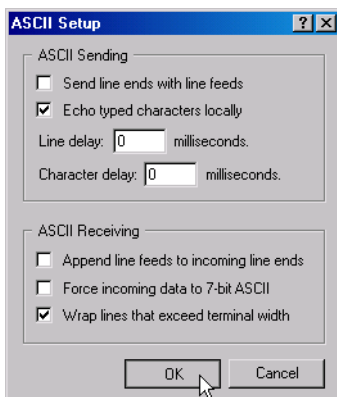 ASCII Setup
ASCII Sending
Send line ends with line feeds
Echo typed characters locally
Line delay: 0 milliseconds.
Character delay: 0 milliseconds.
ASCII Receiving
Append line feeds to incoming line ends
Force incoming data to 7-bit ASCII
Wrap lines that exceed terminal width
OK Cancel